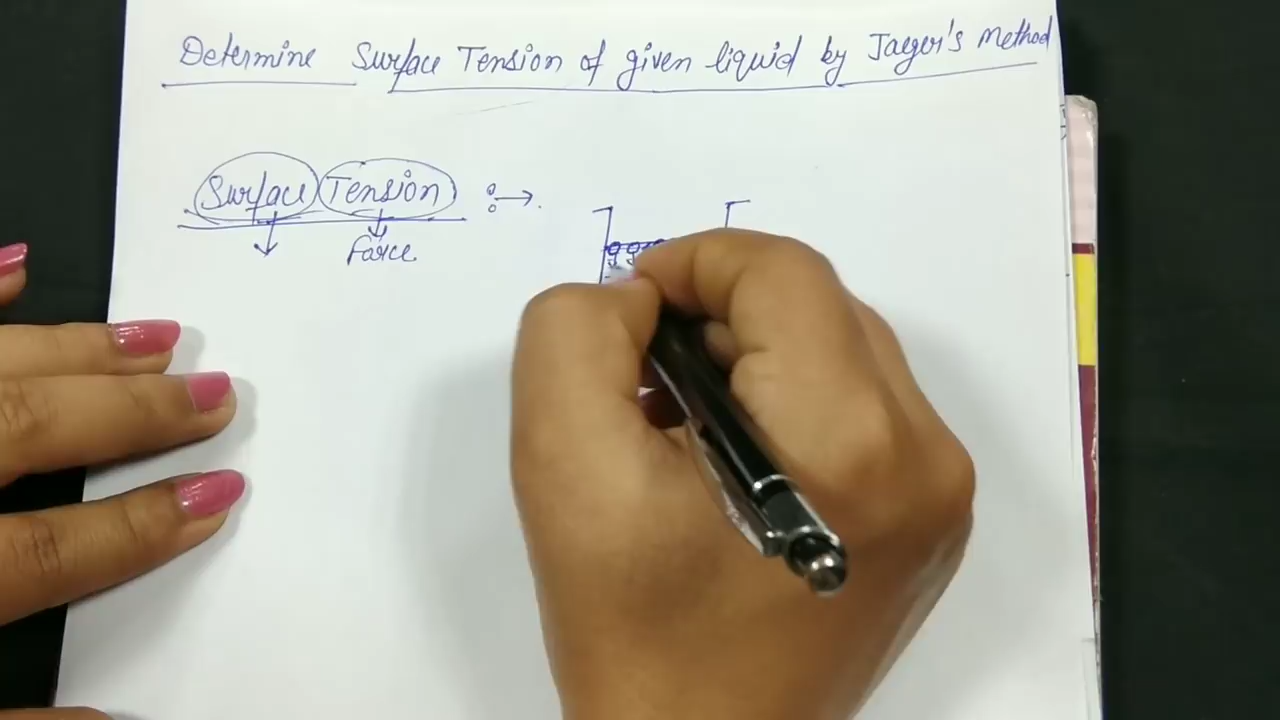 Determine Surface Tension of given liquid by Jaeger's Method
Surface Tension
Force